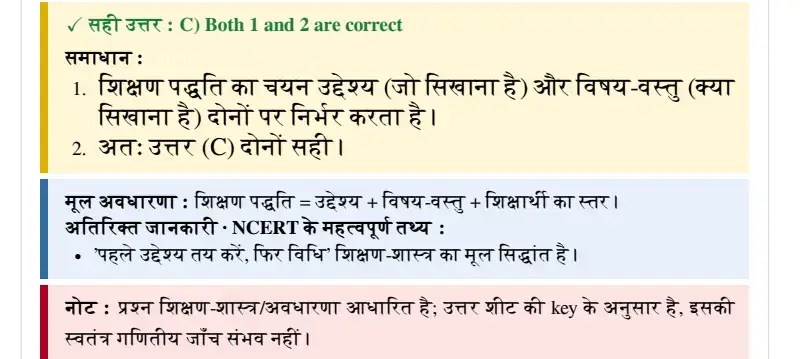 ✓ सही उत्तर : C) Both 1 and 2 are correct
समाधान :
1. शिक्षण पद्धति का चयन उद्देश्य (जो सिखाना है) और विषय-वस्तु (क्या
सिखाना है) दोनों पर निर्भर करता है।
2. अतः उत्तर (C) दोनों सही।
मूल अवधारणा : शिक्षण पद्धति = उद्देश्य + विषय-वस्तु + शिक्षार्थी का स्तर।
अतिरिक्त जानकारी · NCERT के महत्वपूर्ण तथ्य :
• 'पहले उद्देश्य तय करें, फिर विधि' शिक्षण-शास्त्र का मूल सिद्धांत है।
नोट : प्रश्न शिक्षण-शास्त्र/अवधारणा आधारित है; उत्तर शीट की key के अनुसार है, इसकी
स्वतंत्र गणितीय जाँच संभव नहीं।